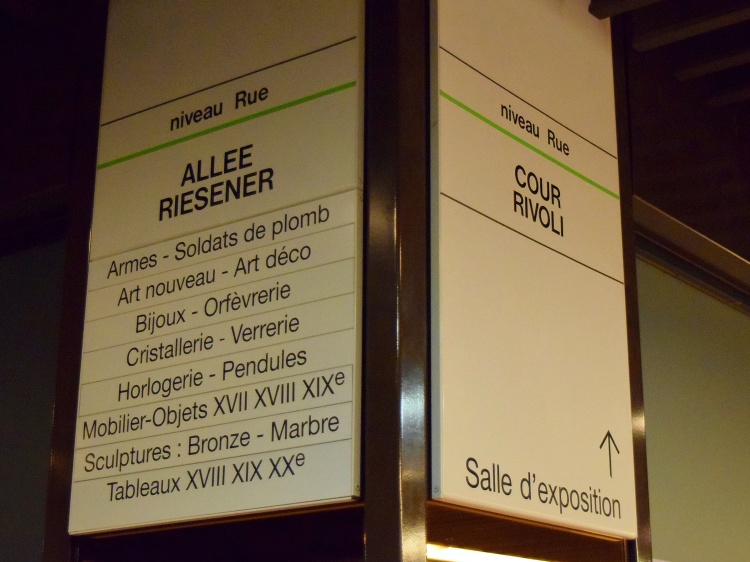 niveau Rue
ALLEE
RIESENER
Armes - Soldats de plomb
Art nouveau - Art déco
Bijoux - Orfèvrerie
Cristallerie - Verrerie
Horlogerie - Pendules
Mobilier-Objets XVII XVIII XIXe
Sculptures : Bronze - Marbre
Tableaux XVIII XIX XXe
niveau Rue
COUR
RIVOLI
Salle d'exposition